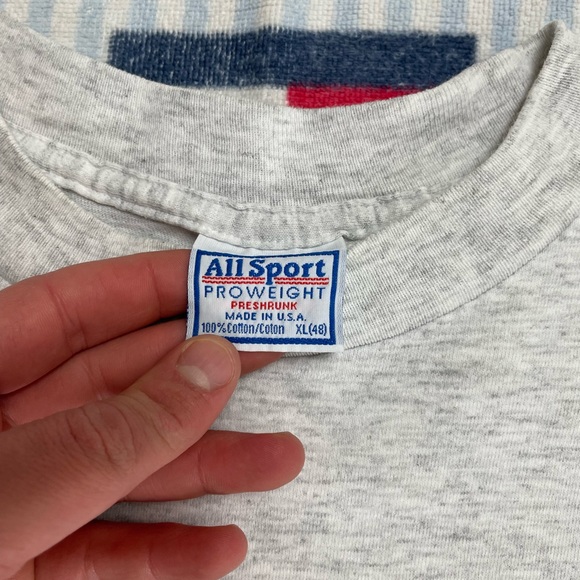 All Sport
PROWEIGHT
PRESHRUNK
MADE IN U.S.A.
100% Cotton/Coton XL(48)